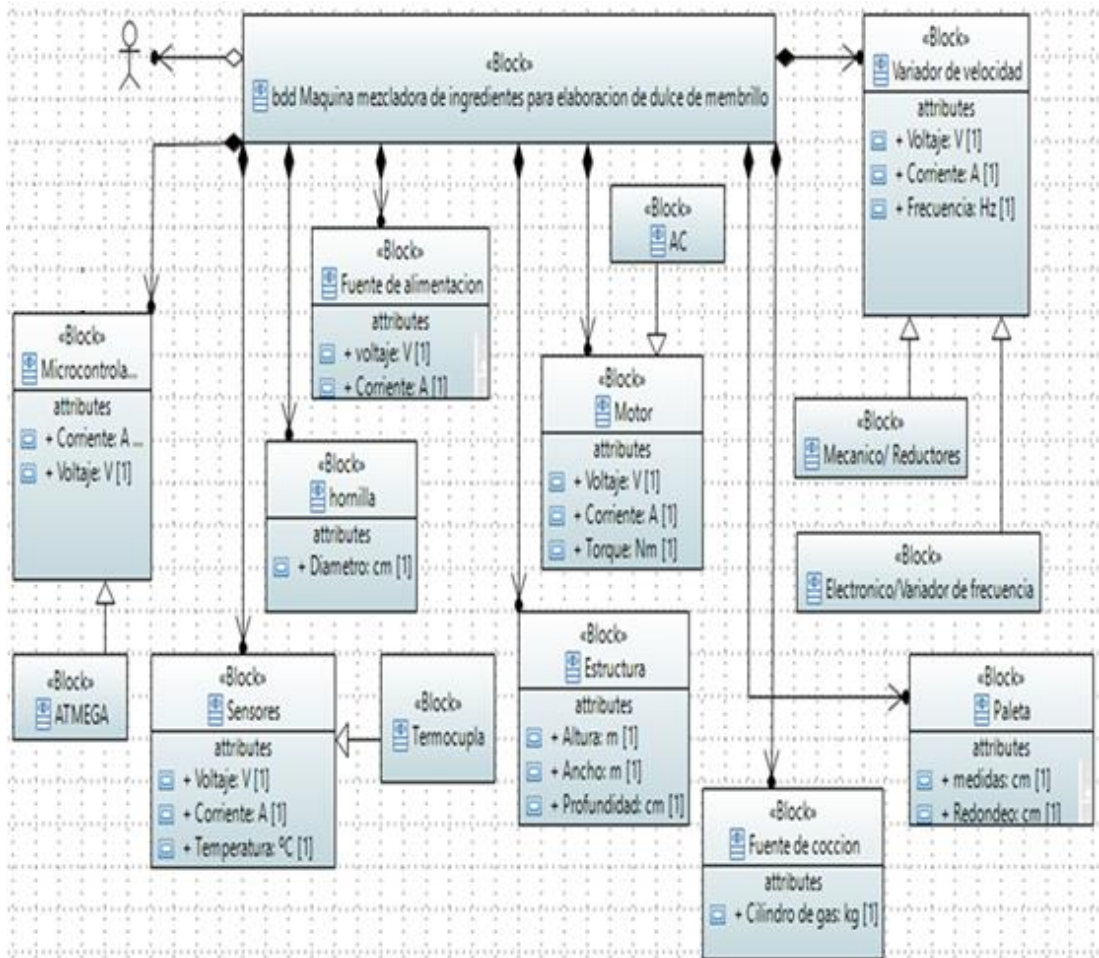 «Block»
bdd Maquina mezcladora de ingredientes para elaboracion de dulce de membrillo
«Block»
Variador de velocidad
attributes
+ Voltaje: V [1]
+ Corriente: A [1]
+ Frecuencia: Hz [1]
«Block»
AC
«Block»
Fuente de alimentacion
attributes
+ voltaje: V [1]
+ Corriente: A [1]
«Block»
Microcontrola...
attributes
+ Corriente: A ...
+ Voltaje: V [1]
«Block»
Motor
attributes
+ Voltaje: V [1]
+ Corriente: A [1]
+ Torque: Nm [1]
«Block»
Mecanico/ Reductores
«Block»
hornilla
attributes
+ Diametro: cm [1]
«Block»
Electronico/Variador de frecuencia
«Block»
ATMEGA
«Block»
Sensores
attributes
+ Voltaje: V [1]
+ Corriente: A [1]
+ Temperatura: ºC [1]
«Block»
Termocupla
«Block»
Estructura
attributes
+ Altura: m [1]
+ Ancho: m [1]
+ Profundidad: cm [1]
«Block»
Paleta
attributes
+ medidas: cm [1]
+ Redondeo: cm [1]
«Block»
Fuente de coccion
attributes
+ Cilindro de gas: kg [1]